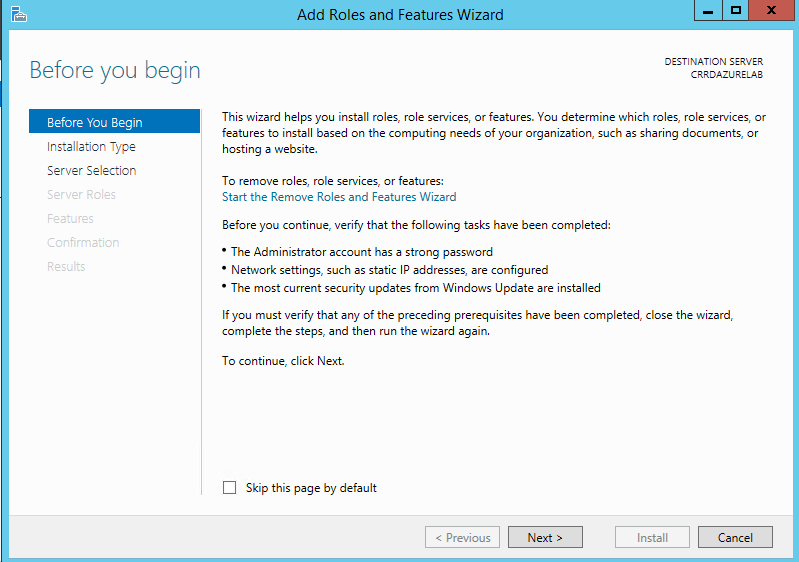 Add Roles and Features Wizard
Before you begin
DESTINATION SERVER
CRRDAZURELAB
Before You Begin
Installation Type
Server Selection
Server Roles
Features
Confirmation
Results
This wizard helps you install roles, role services, or features. You determine which roles, role services, or
features to install based on the computing needs of your organization, such as sharing documents, or
hosting a website.
To remove roles, role services, or features:
Start the Remove Roles and Features Wizard
Before you continue, verify that the following tasks have been completed:
• The Administrator account has a strong password
• Network settings, such as static IP addresses, are configured
• The most current security updates from Windows Update are installed
If you must verify that any of the preceding prerequisites have been completed, close the wizard,
complete the steps, and then run the wizard again.
To continue, click Next.
Skip this page by default
< Previous
Next >
Install
Cancel